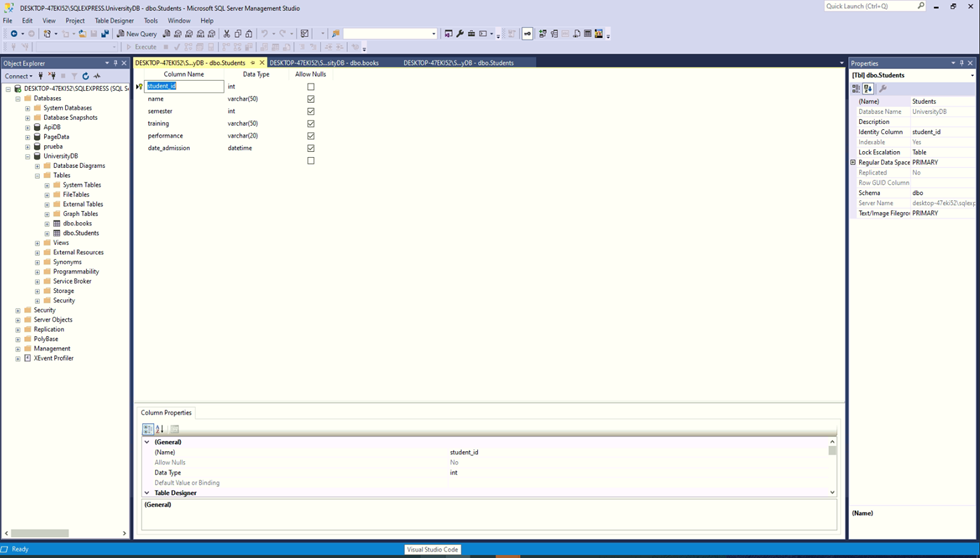 DESKTOP-47EKI52\SQLEXPRESS.UniversityDB - dbo.Students - Microsoft SQL Server Management Studio
Quick Launch (Ctrl+Q)
File Edit View Project Table Designer Tools Window Help
New Query
Execute
Object Explorer
Connect
DESKTOP-47EKI52\SQLEXPRESS (SQL S
Databases
System Databases
Database Snapshots
ApiDB
PageData
prueba
UniversityDB
Database Diagrams
Tables
System Tables
FileTables
External Tables
Graph Tables
dbo.books
dbo.Students
Views
External Resources
Synonyms
Programmability
Service Broker
Storage
Security
Security
Server Objects
Replication
PolyBase
Management
XEvent Profiler
DESKTOP-47EKI52\S...yDB - dbo.Students
DESKTOP-47EKI52\S...sityDB - dbo.books
DESKTOP-47EKI52\S...yDB - dbo.Students
Column Name Data Type Allow Nulls
student_id int
name varchar(50)
semester int
training varchar(50)
performance varchar(20)
date_admission datetime
Column Properties
(General)
(Name) student_id
Allow Nulls No
Data Type int
Default Value or Binding
Table Designer
(General)
Properties
[Tbl] dbo.Students
(Name) Students
Database Name UniversityDB
Description
Identity Column student_id
Indexable Yes
Lock Escalation Table
Regular Data Space PRIMARY
Replicated No
Row GUID Column
Schema dbo
Server Name desktop-47eki52\sqlexp
Text/Image Filegro PRIMARY
(Name)
Ready
Visual Studio Code